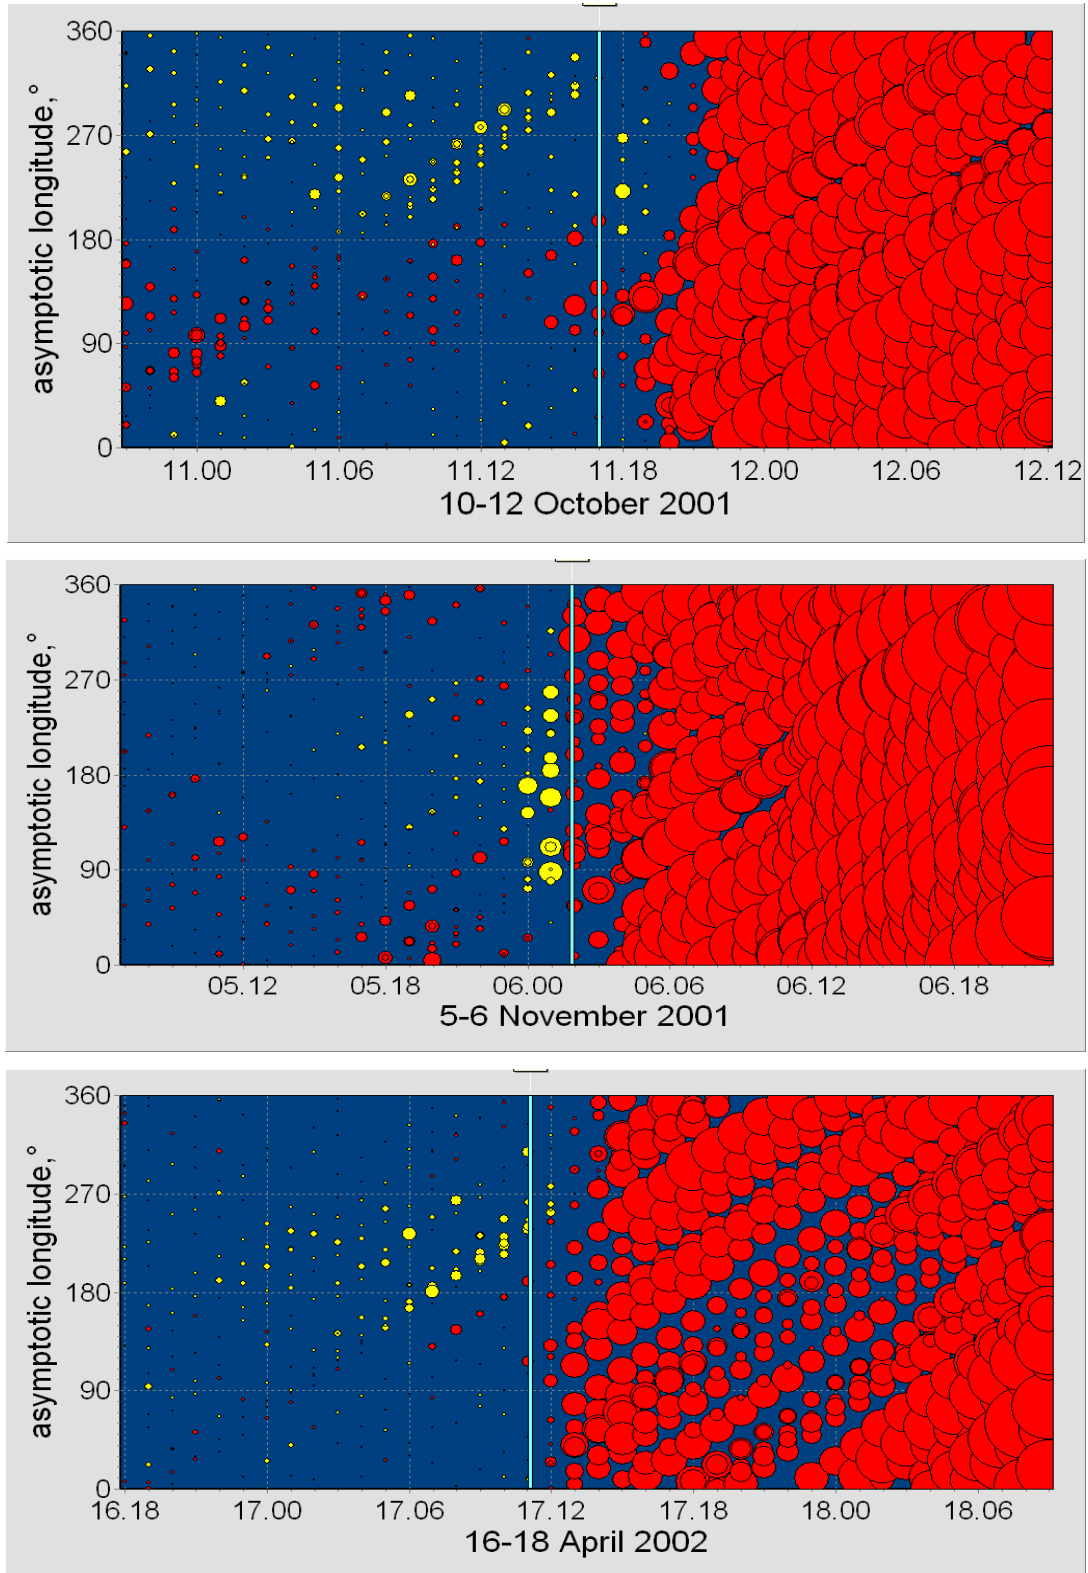 360
270
180
90
0
asymptotic longitude,°
11.00 11.06 11.12 11.18 12.00 12.06 12.12
10-12 October 2001
360
270
180
90
0
asymptotic longitude,°
05.12 05.18 06.00 06.06 06.12 06.18
5-6 November 2001
360
270
180
90
0
asymptotic longitude,°
16.18 17.00 17.06 17.12 17.18 18.00 18.06
16-18 April 2002